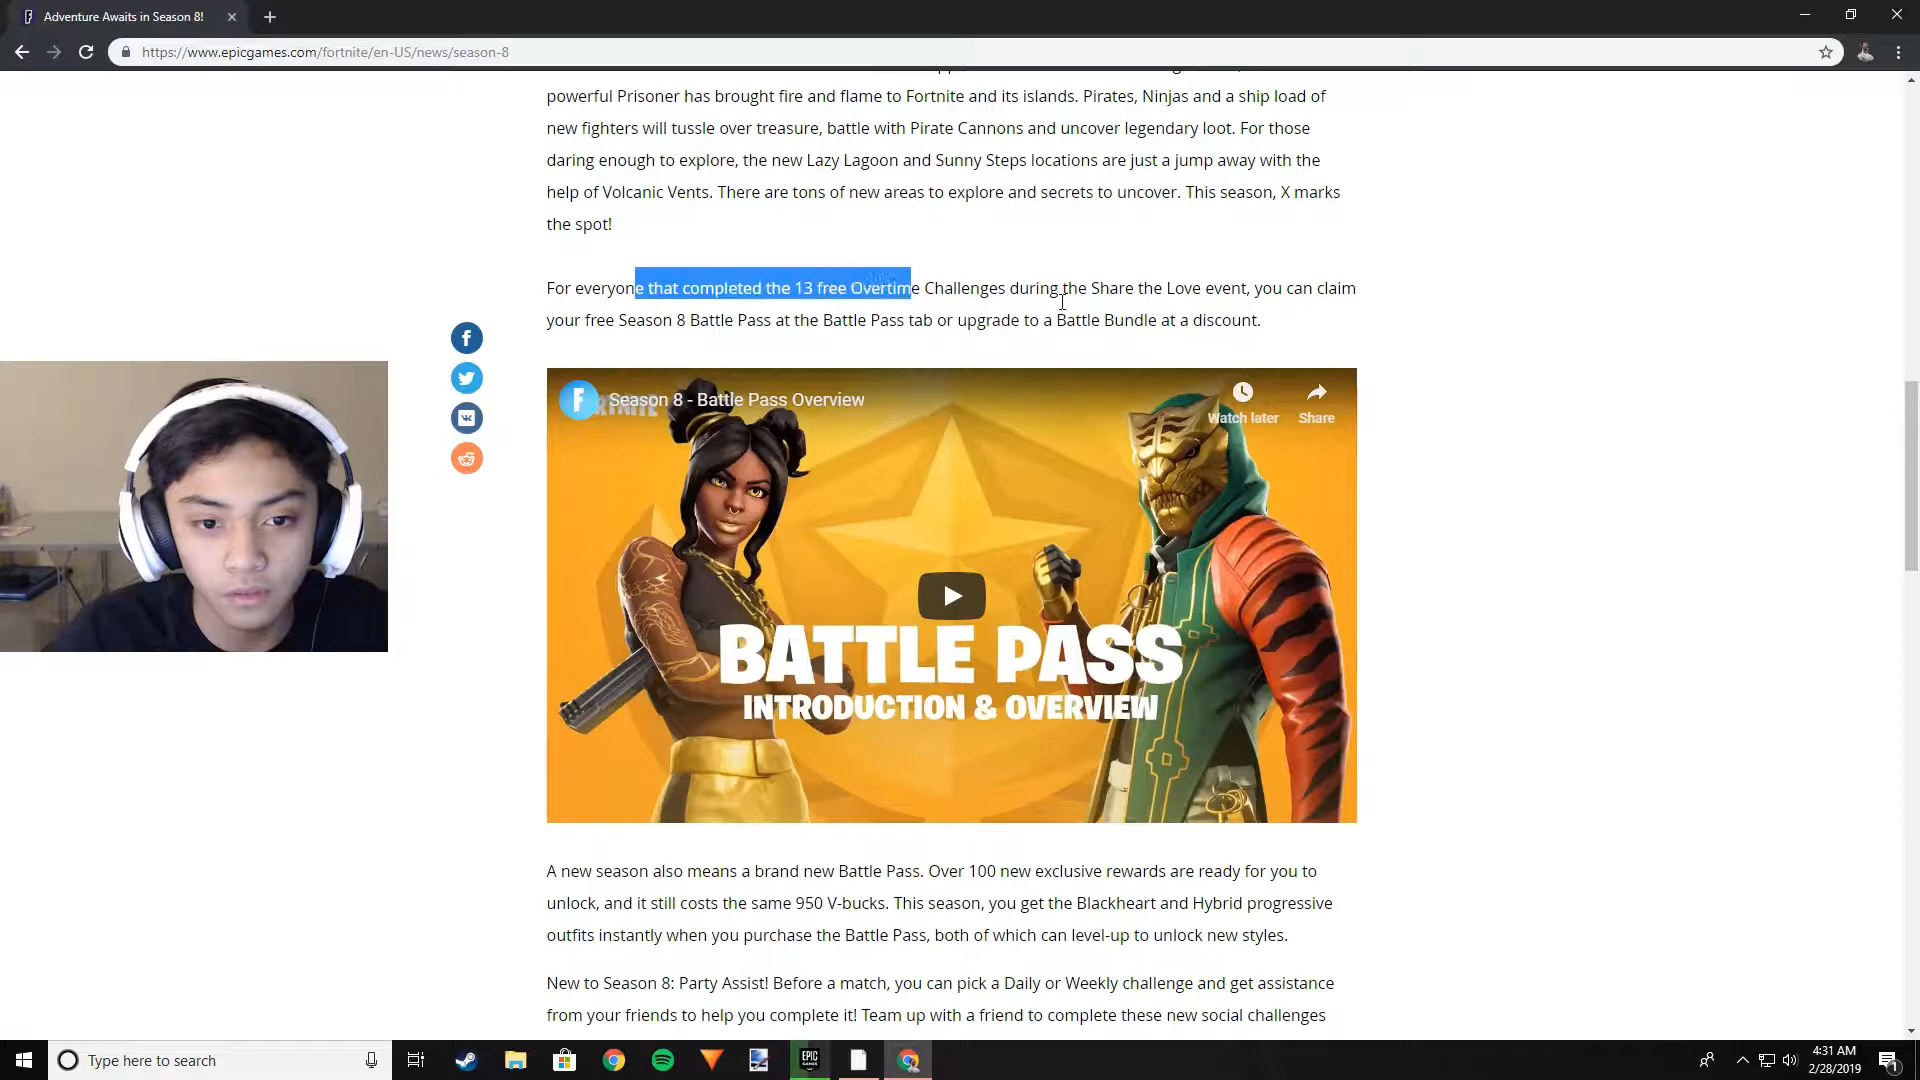 Adventure Awaits in Season 8!
https://www.epicgames.com/fortnite/en-US/news/season-8
powerful Prisoner has brought fire and flame to Fortnite and its islands. Pirates, Ninjas and a ship load of
new fighters will tussle over treasure, battle with Pirate Cannons and uncover legendary loot. For those
daring enough to explore, the new Lazy Lagoon and Sunny Steps locations are just a jump away with the
help of Volcanic Vents. There are tons of new areas to explore and secrets to uncover. This season, X marks
the spot!
For everyone that completed the 13 free Overtime Challenges during the Share the Love event, you can claim
your free Season 8 Battle Pass at the Battle Pass tab or upgrade to a Battle Bundle at a discount.
Season 8 - Battle Pass Overview
Watch later
Share
BATTLE PASS
INTRODUCTION & OVERVIEW
A new season also means a brand new Battle Pass. Over 100 new exclusive rewards are ready for you to
unlock, and it still costs the same 950 V-bucks. This season, you get the Blackheart and Hybrid progressive
outfits instantly when you purchase the Battle Pass, both of which can level-up to unlock new styles.
New to Season 8: Party Assist! Before a match, you can pick a Daily or Weekly challenge and get assistance
from your friends to help you complete it! Team up with a friend to complete these new social challenges
Type here to search
EPIC
GAMES
4:31 AM
2/28/2019
1